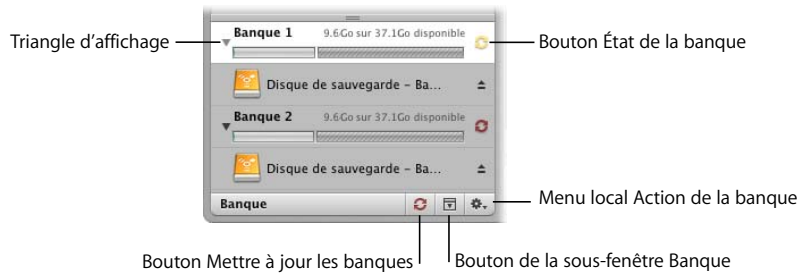 Triangle d'affichage
Banque 1 9.6Go sur 37.1Go disponible
Bouton État de la banque
Disque de sauvegarde – Ba...
Banque 2 9.6Go sur 37.1Go disponible
Disque de sauvegarde – Ba...
Banque
Menu local Action de la banque
Bouton Mettre à jour les banques
Bouton de la sous-fenêtre Banque